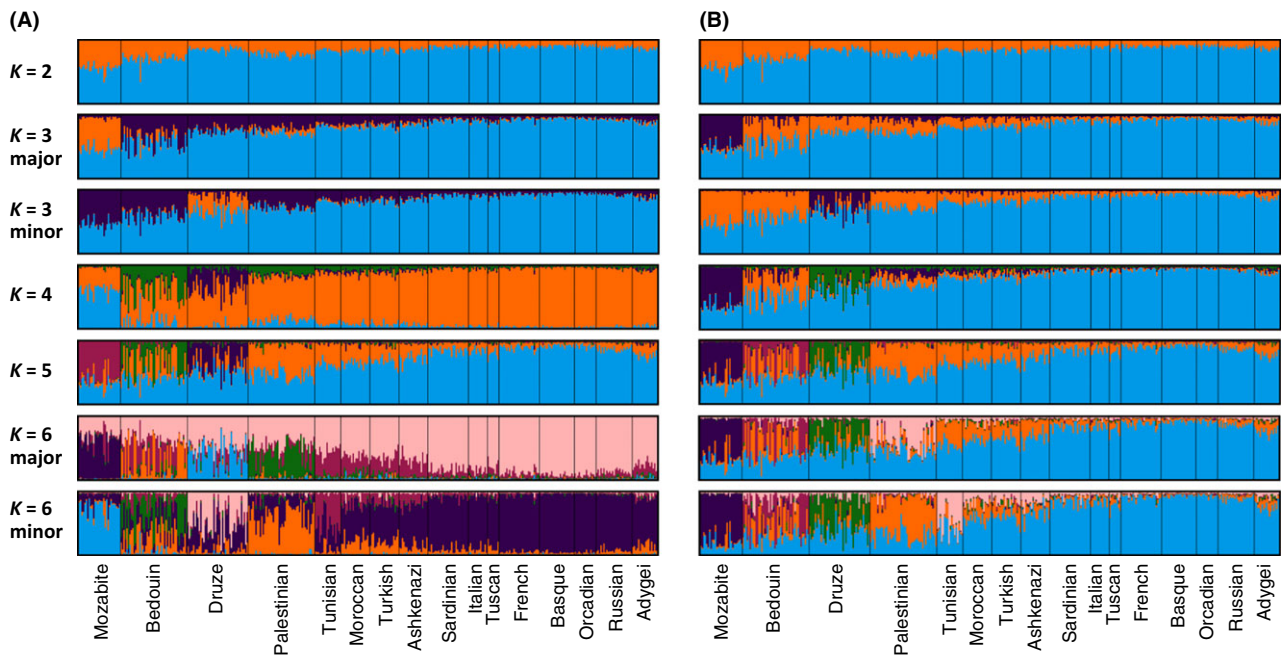 (A)
(B)
K = 2
K = 3
major
K = 3
minor
K = 4
K = 5
K = 6
major
K = 6
minor
Mozabite
Bedouin
Druze
Palestinian
Tunisian
Moroccan
Turkish
Ashkenazi
Sardinian
Italian
Tuscan
French
Basque
Orcadian
Russian
Adygei
Mozabite
Bedouin
Druze
Palestinian
Tunisian
Moroccan
Turkish
Ashkenazi
Sardinian
Italian
Tuscan
French
Basque
Orcadian
Russian
Adygei